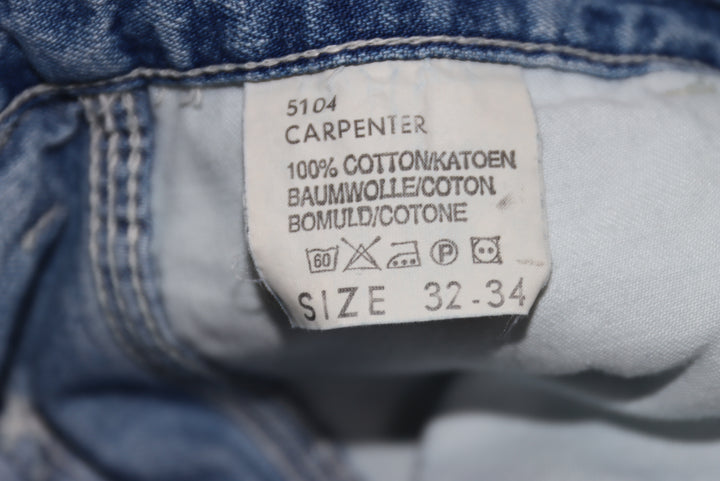 5104
CARPENTER
100% COTTON/KATOEN
BAUMWOLLE/COTON
BOMULD/COTONE
60 P
SIZE 32-34